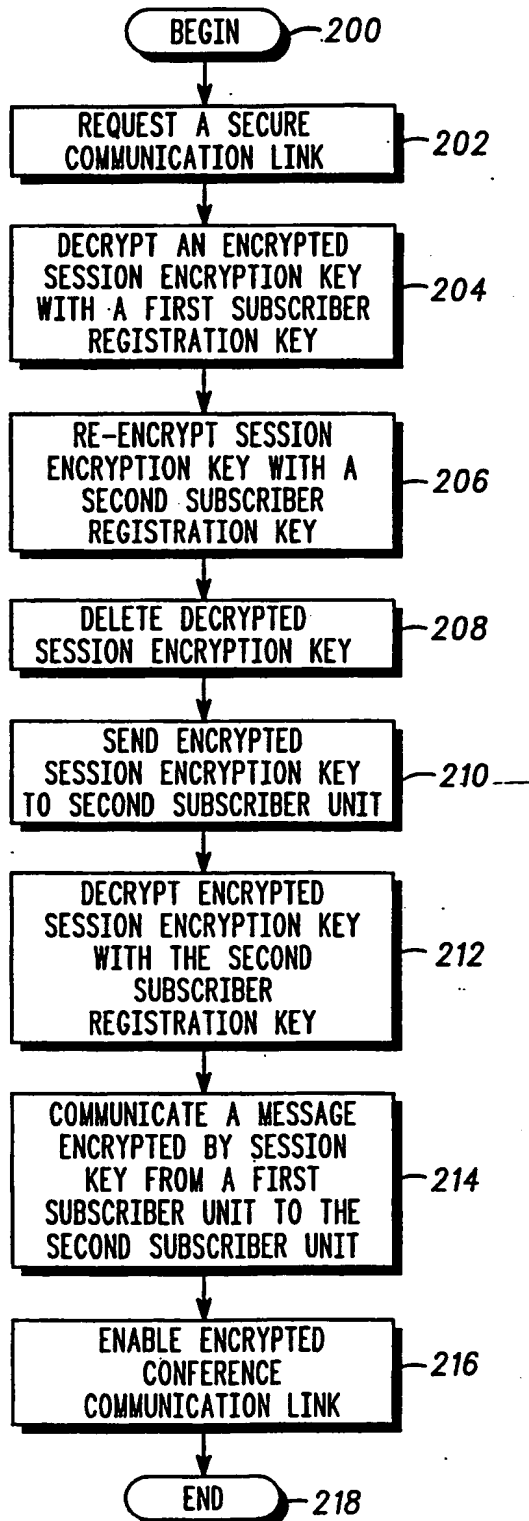 BEGIN
200
REQUEST A SECURE
COMMUNICATION LINK
202
DECRYPT AN ENCRYPTED
SESSION ENCRYPTION KEY
WITH A FIRST SUBSCRIBER
REGISTRATION KEY
204
RE-ENCRYPT SESSION
ENCRYPTION KEY WITH A
SECOND SUBSCRIBER
REGISTRATION KEY
206
DELETE DECRYPTED
SESSION ENCRYPTION KEY
208
SEND ENCRYPTED
SESSION ENCRYPTION KEY
TO SECOND SUBSCRIBER UNIT
210
DECRYPT ENCRYPTED
SESSION ENCRYPTION KEY
WITH THE SECOND
SUBSCRIBER
REGISTRATION KEY
212
COMMUNICATE A MESSAGE
ENCRYPTED BY SESSION
KEY FROM A FIRST
SUBSCRIBER UNIT TO THE
SECOND SUBSCRIBER UNIT
214
ENABLE ENCRYPTED
CONFERENCE
COMMUNICATION LINK
216
END
218